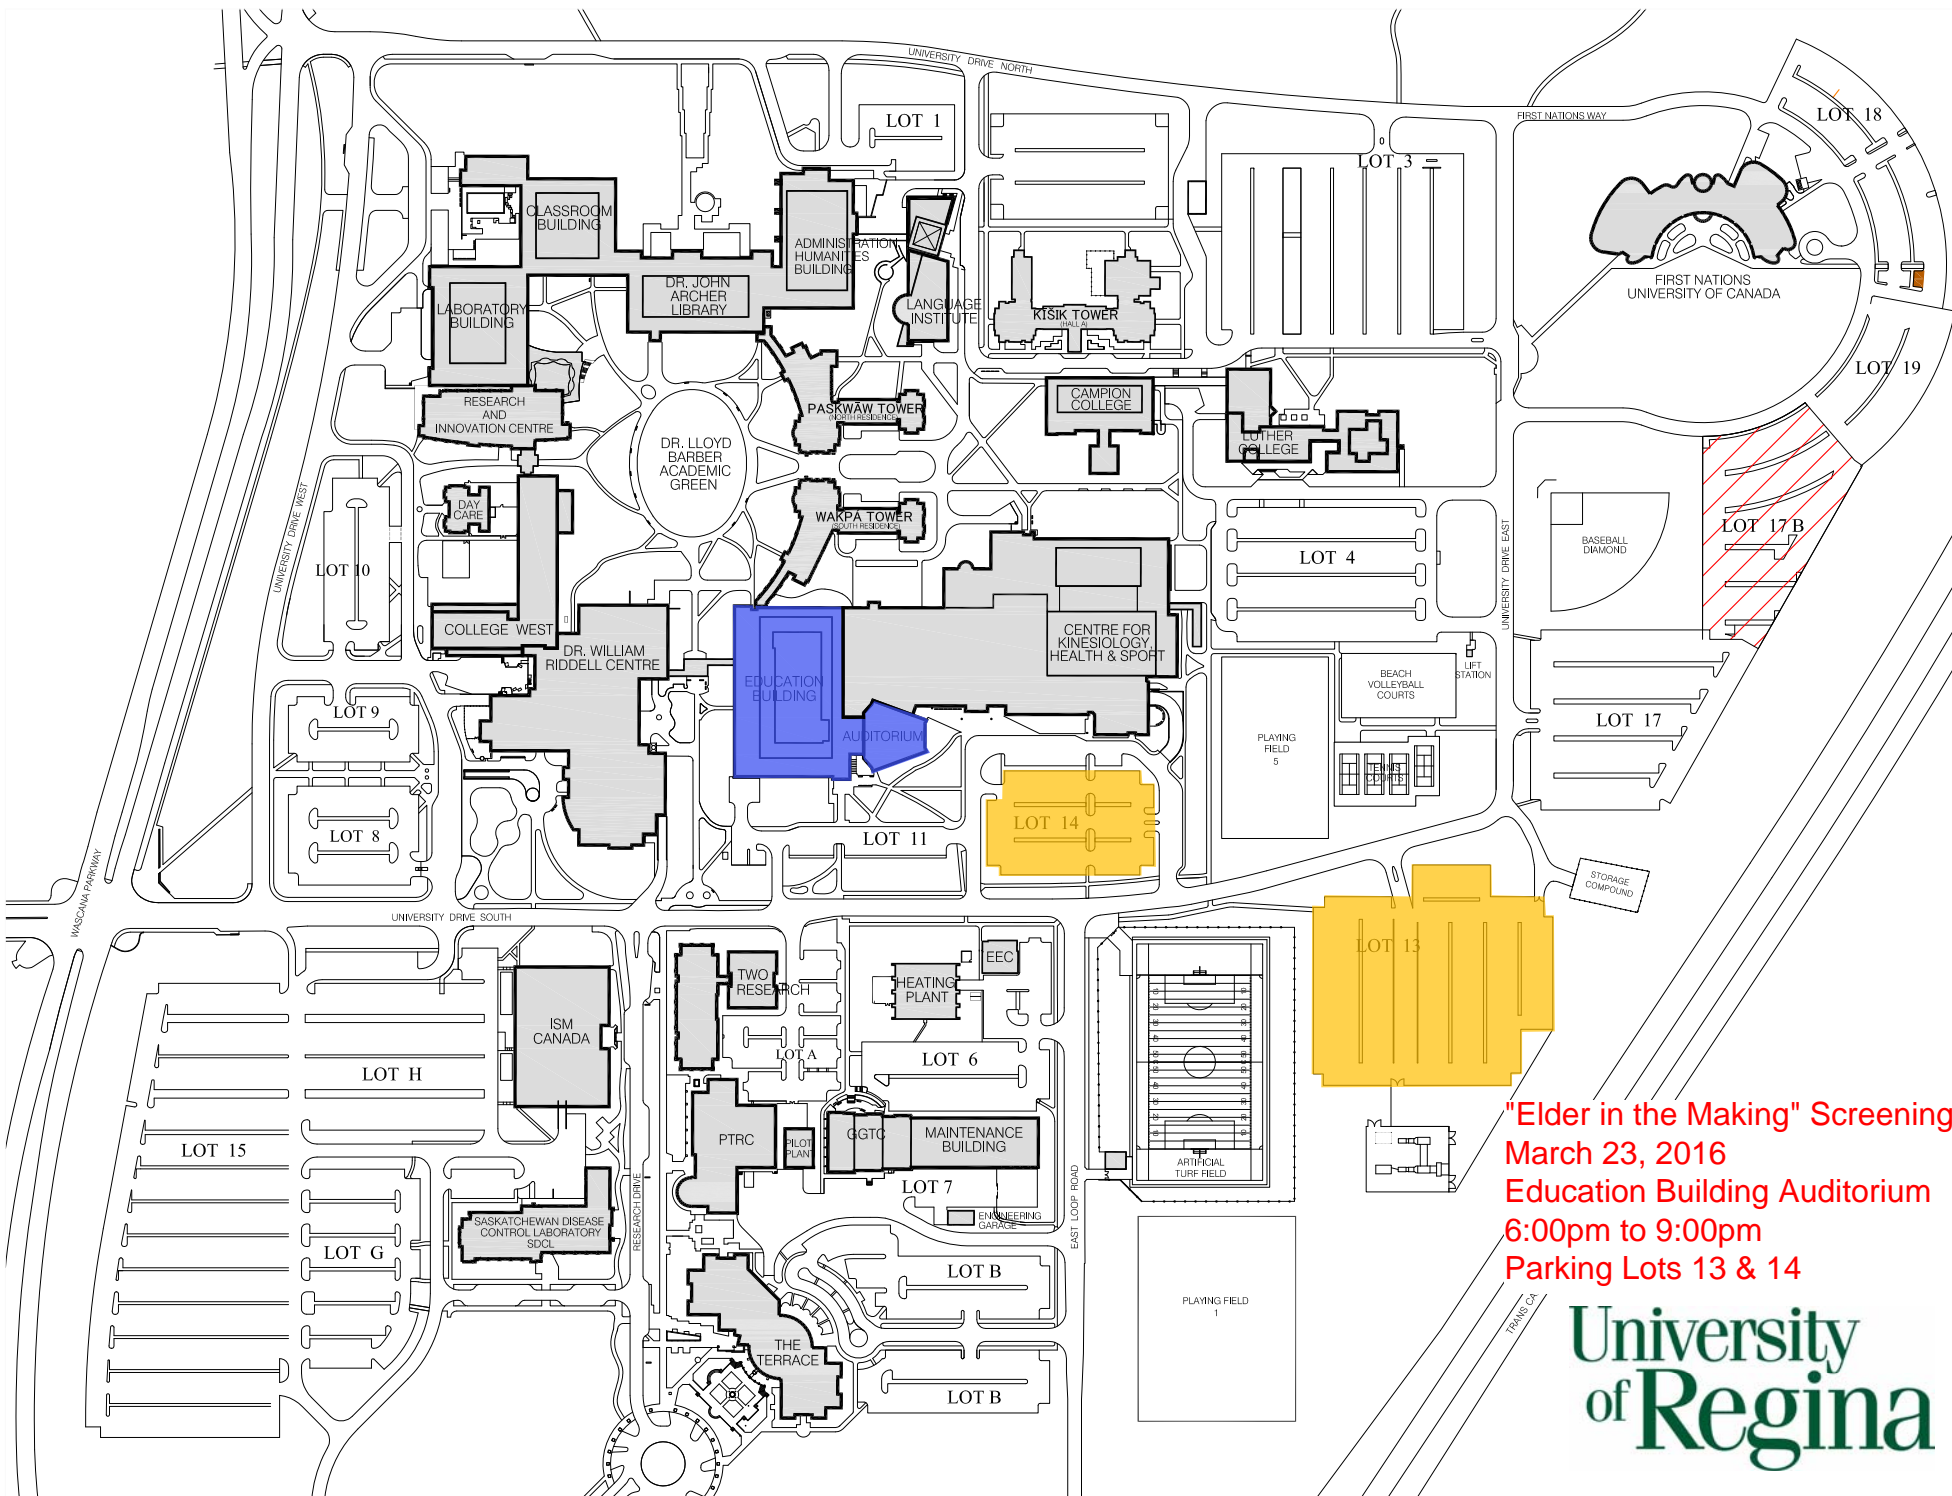 UNIVERSITY DRIVE NORTH
LOT 1
LOT 18
FIRST NATIONS WAY
LOT 3
CLASSROOM
BUILDING
ADMINISTRATION
HUMANITIES
BUILDING
DR. JOHN
ARCHER
LIBRARY
LABORATORY
BUILDING
LANGUAGE
INSTITUTE
KĪSIK TOWER
(HALL A)
FIRST NATIONS
UNIVERSITY OF CANADA
LOT 19
RESEARCH
AND
INNOVATION CENTRE
PASKWĀW TOWER
(NORTH RESIDENCE)
CAMPION
COLLEGE
LUTHER
COLLEGE
DR. LLOYD
BARBER
ACADEMIC
GREEN
UNIVERSITY DRIVE WEST
DAY
CARE
WAKPĀ TOWER
(SOUTH RESIDENCE)
LOT 10
LOT 4
UNIVERSITY DRIVE EAST
BASEBALL
DIAMOND
LOT 17 B
COLLEGE WEST
DR. WILLIAM
RIDDELL CENTRE
EDUCATION
BUILDING
CENTRE FOR
KINESIOLOGY,
HEALTH & SPORT
LIFT
STATION
BEACH
VOLLEYBALL
COURTS
LOT 9
AUDITORIUM
PLAYING
FIELD
5
TENNIS
COURTS
LOT 17
LOT 8
LOT 11
LOT 14
WASCANA PARKWAY
STORAGE
COMPOUND
UNIVERSITY DRIVE SOUTH
LOT 13
TWO
RESEARCH
HEATING
PLANT
EEC
ISM
CANADA
LOT A
LOT 6
LOT H
LOT 15
PTRC
PILOT
PLANT
GGTC
MAINTENANCE
BUILDING
ARTIFICIAL
TURF FIELD
LOT 7
ENGINEERING
GARAGE
EAST LOOP ROAD
RESEARCH DRIVE
SASKATCHEWAN DISEASE
CONTROL LABORATORY
SDCL
LOT G
LOT B
PLAYING FIELD
1
THE
TERRACE
LOT B
"Elder in the Making" Screening
March 23, 2016
Education Building Auditorium
6:00pm to 9:00pm
Parking Lots 13 & 14
TRANS CA
University
of Regina